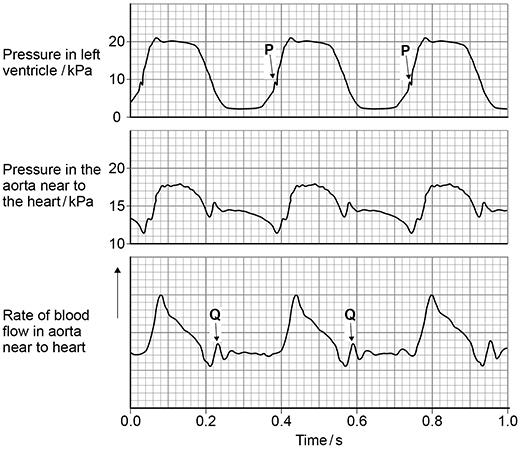 Pressure in left
ventricle / kPa
20
10
0
P
P
Pressure in the
aorta near to
the heart / kPa
20
15
10
Rate of blood
flow in aorta
near to heart
Q
Q
0.0
0.2
0.4
0.6
0.8
1.0
Time / s